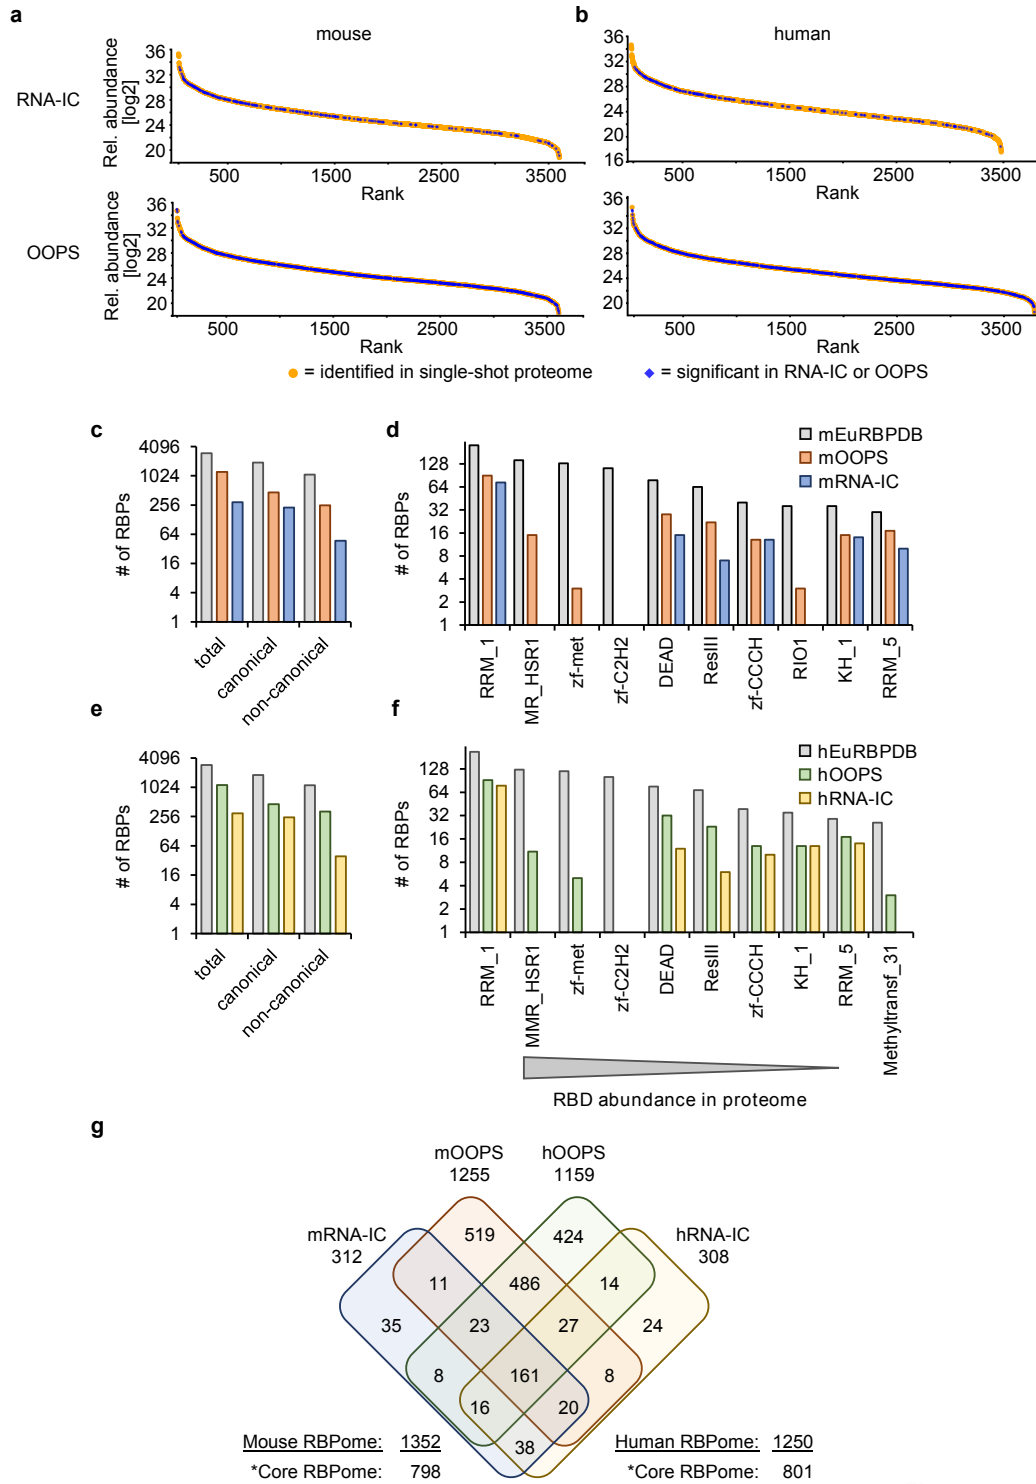 a
mouse
b
human
RNA-IC
Rel. abundance
[log2]
36
32
28
24
20
500
1500
2500
3500
Rank
36
32
28
24
20
16
500
1500
2500
3500
Rank
OOPS
Rel. abundance
[log2]
36
32
28
24
20
500
1500
2500
3500
Rank
36
32
28
24
20
500
1500
2500
3500
Rank
= identified in single-shot proteome
= significant in RNA-IC or OOPS
c
# of RBPs
4096
1024
256
64
16
4
1
total
canonical
non-canonical
d
# of RBPs
128
64
32
16
8
4
2
1
mEuRBPDB
mOOPS
mRNA-IC
RRM_1
MR_HSR1
zf-met
zf-C2H2
DEAD
ResIII
zf-CCCH
RIO1
KH_1
RRM_5
e
# of RBPs
4096
1024
256
64
16
4
1
total
canonical
non-canonical
f
# of RBPs
128
64
32
16
8
4
2
1
hEuRBPDB
hOOPS
hRNA-IC
RRM_1
MMR_HSR1
zf-met
zf-C2H2
DEAD
ResIII
zf-CCCH
KH_1
RRM_5
Methyltransf_31
RBD abundance in proteome
g
mOOPS
1255
hOOPS
1159
mRNA-IC
312
hRNA-IC
308
519
424
11
486
14
35
23
27
24
8
161
8
16
20
38
Mouse RBPome: 1352
*Core RBPome: 798
Human RBPome: 1250
*Core RBPome: 801